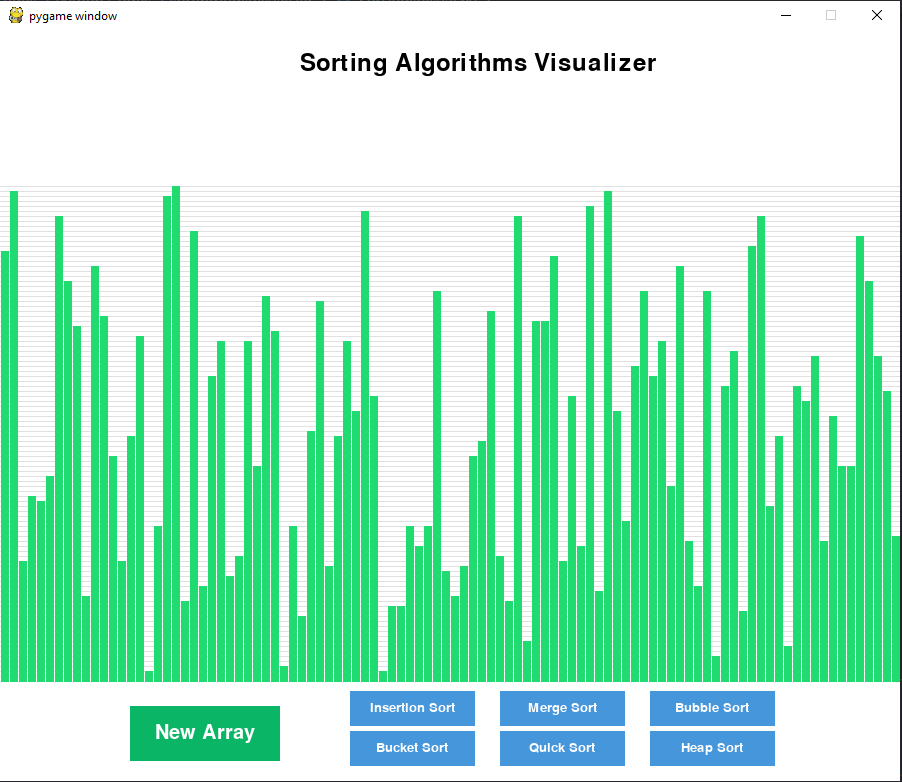 pygame window
Sorting Algorithms Visualizer
New Array
Insertion Sort
Merge Sort
Bubble Sort
Bucket Sort
Quick Sort
Heap Sort